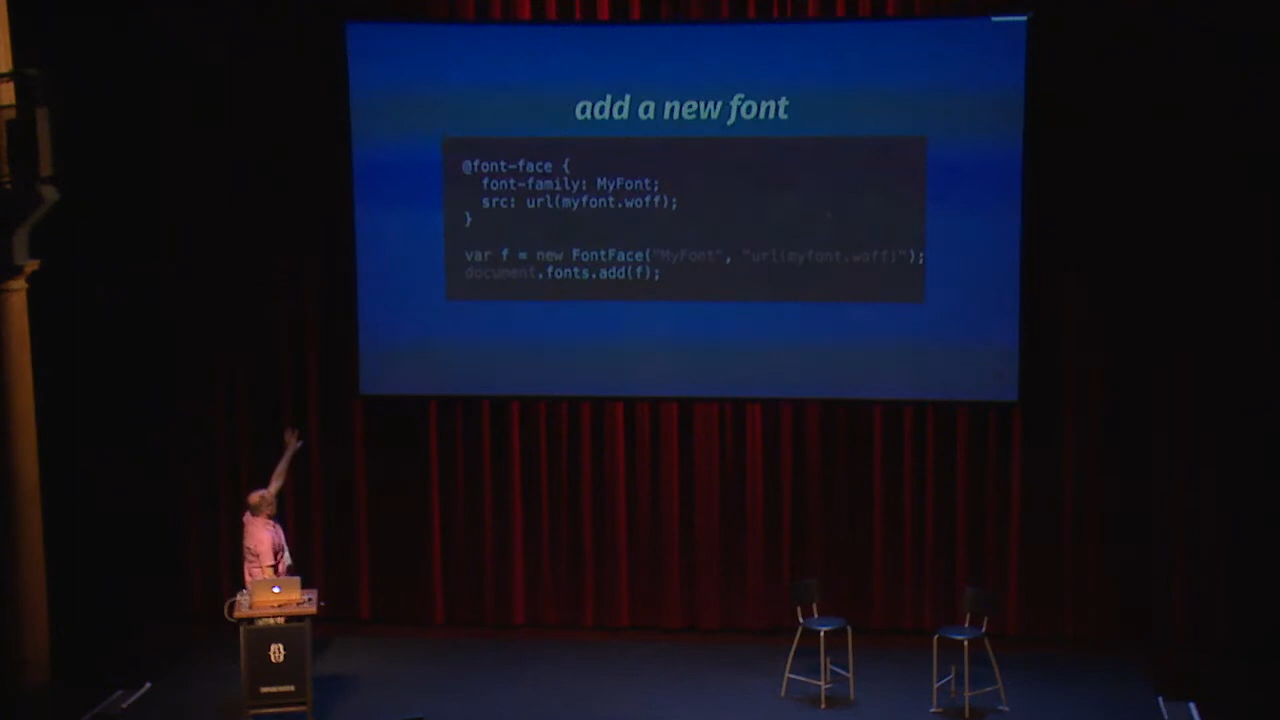 add a new font
@font-face {
font-family: MyFont;
src: url(myfont.woff);
}
var f = new FontFace("MyFont", "url(myfont.woff)");
document.fonts.add(f);